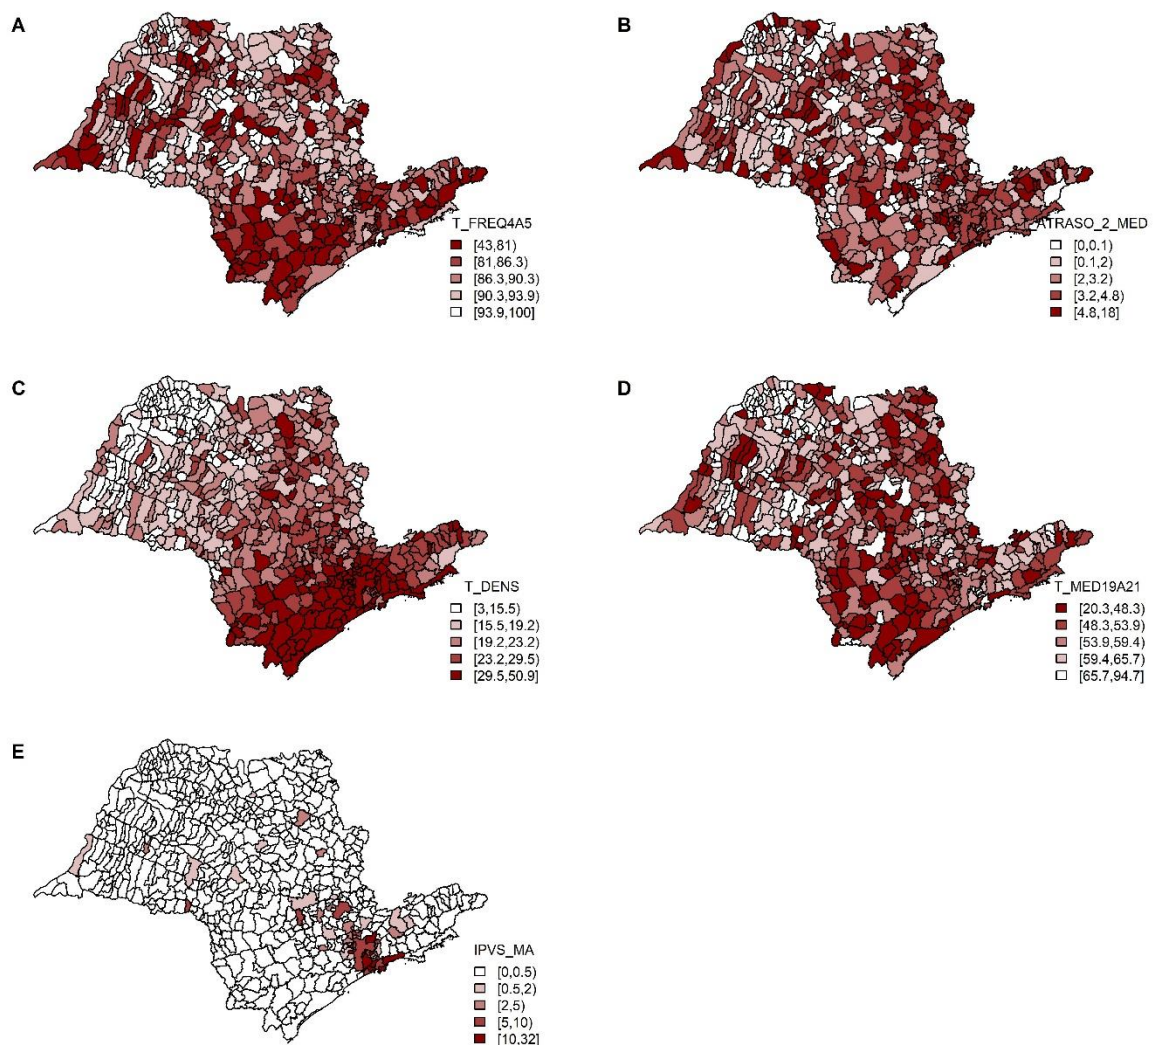 A
T_FREQ4A5
[43,81)
[81,86.3)
[86.3,90.3)
[90.3,93.9)
[93.9,100]
B
ATRASO_2_MED
[0,0.1)
[0.1,2)
[2,3.2)
[3.2,4.8)
[4.8,18]
C
T_DENS
[3,15.5)
[15.5,19.2)
[19.2,23.2)
[23.2,29.5)
[29.5,50.9]
D
T_MED19A21
[20.3,48.3)
[48.3,53.9)
[53.9,59.4)
[59.4,65.7)
[65.7,94.7]
E
IPVS_MA
[0,0.5)
[0.5,2)
[2,5)
[5,10)
[10,32]